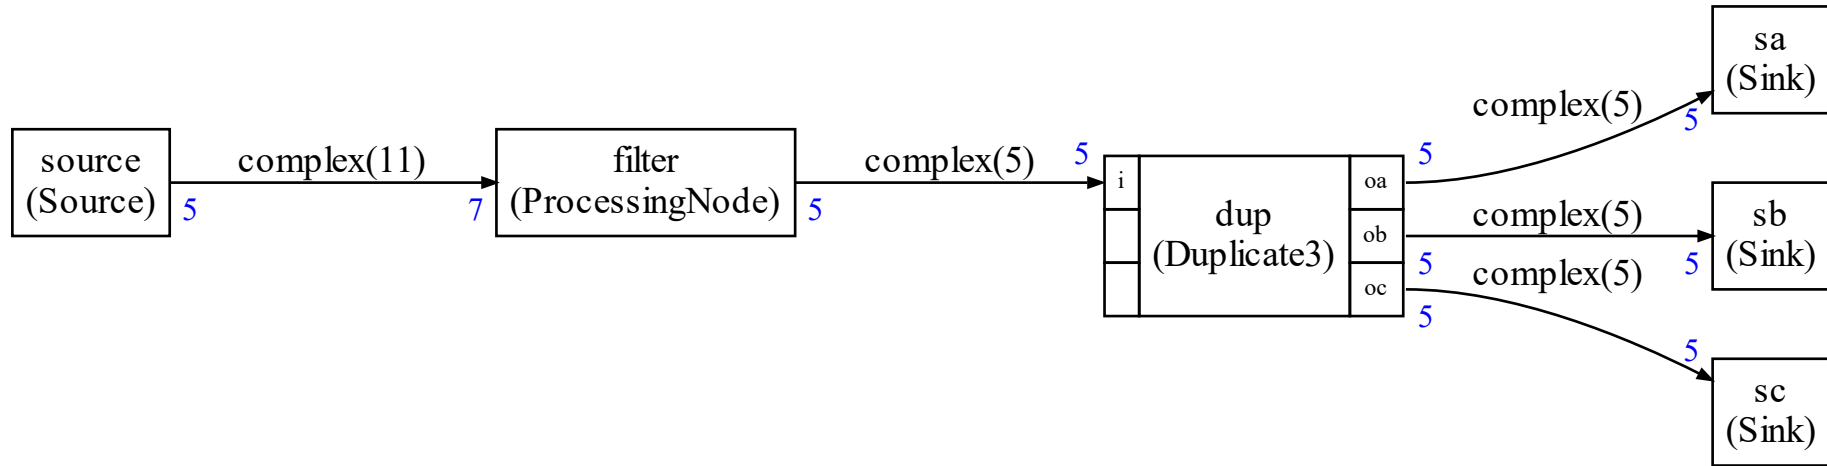 source
(Source)
5
complex(11)
7
filter
(ProcessingNode)
5
complex(5)
5
i
dup
(Duplicate3)
oa
ob
oc
5
complex(5)
5
sa
(Sink)
5
complex(5)
5
sb
(Sink)
5
complex(5)
5
sc
(Sink)